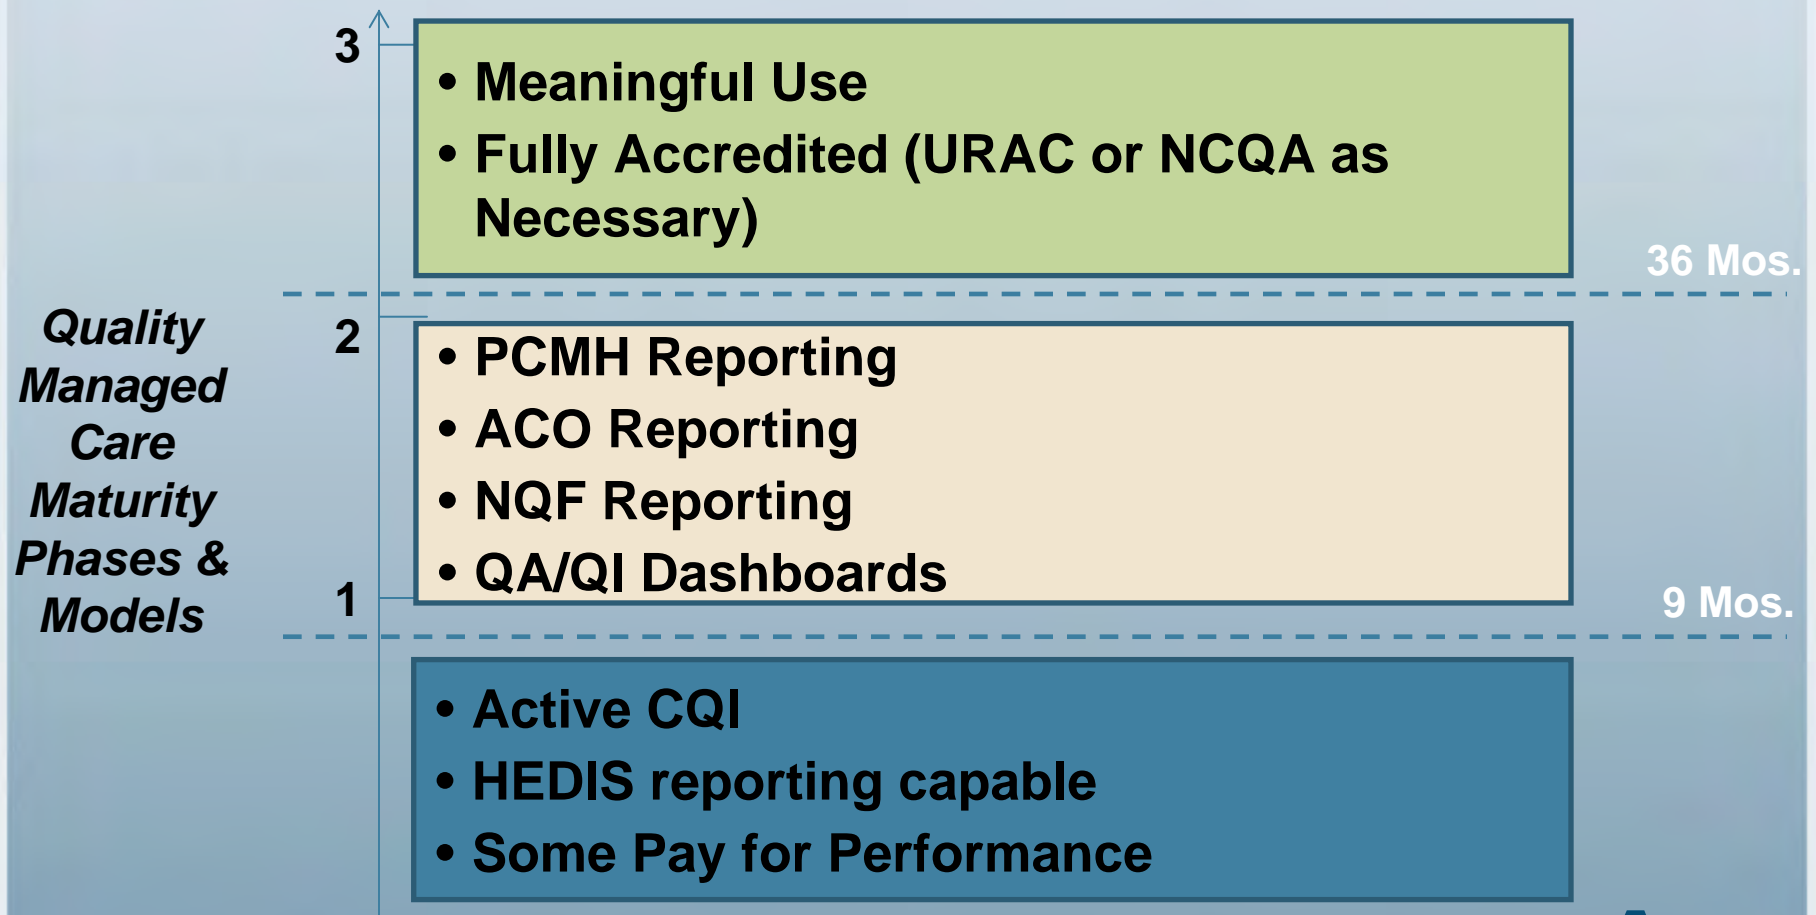 3
• Meaningful Use
• Fully Accredited (URAC or NCQA as
Necessary)
36 Mos.
Quality
Managed
Care
Maturity
Phases &
Models
2
• PCMH Reporting
• ACO Reporting
• NQF Reporting
• QA/QI Dashboards
1
9 Mos.
• Active CQI
• HEDIS reporting capable
• Some Pay for Performance